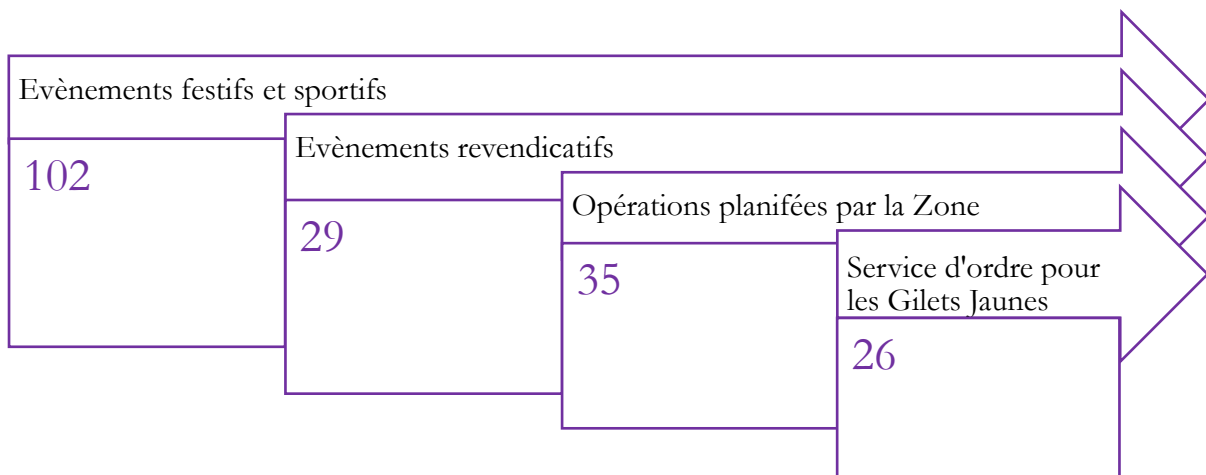 Evènements festifs et sportifs
102
Evènements revendicatifs
29
Opérations planifées par la Zone
35
Service d'ordre pour
les Gilets Jaunes
26